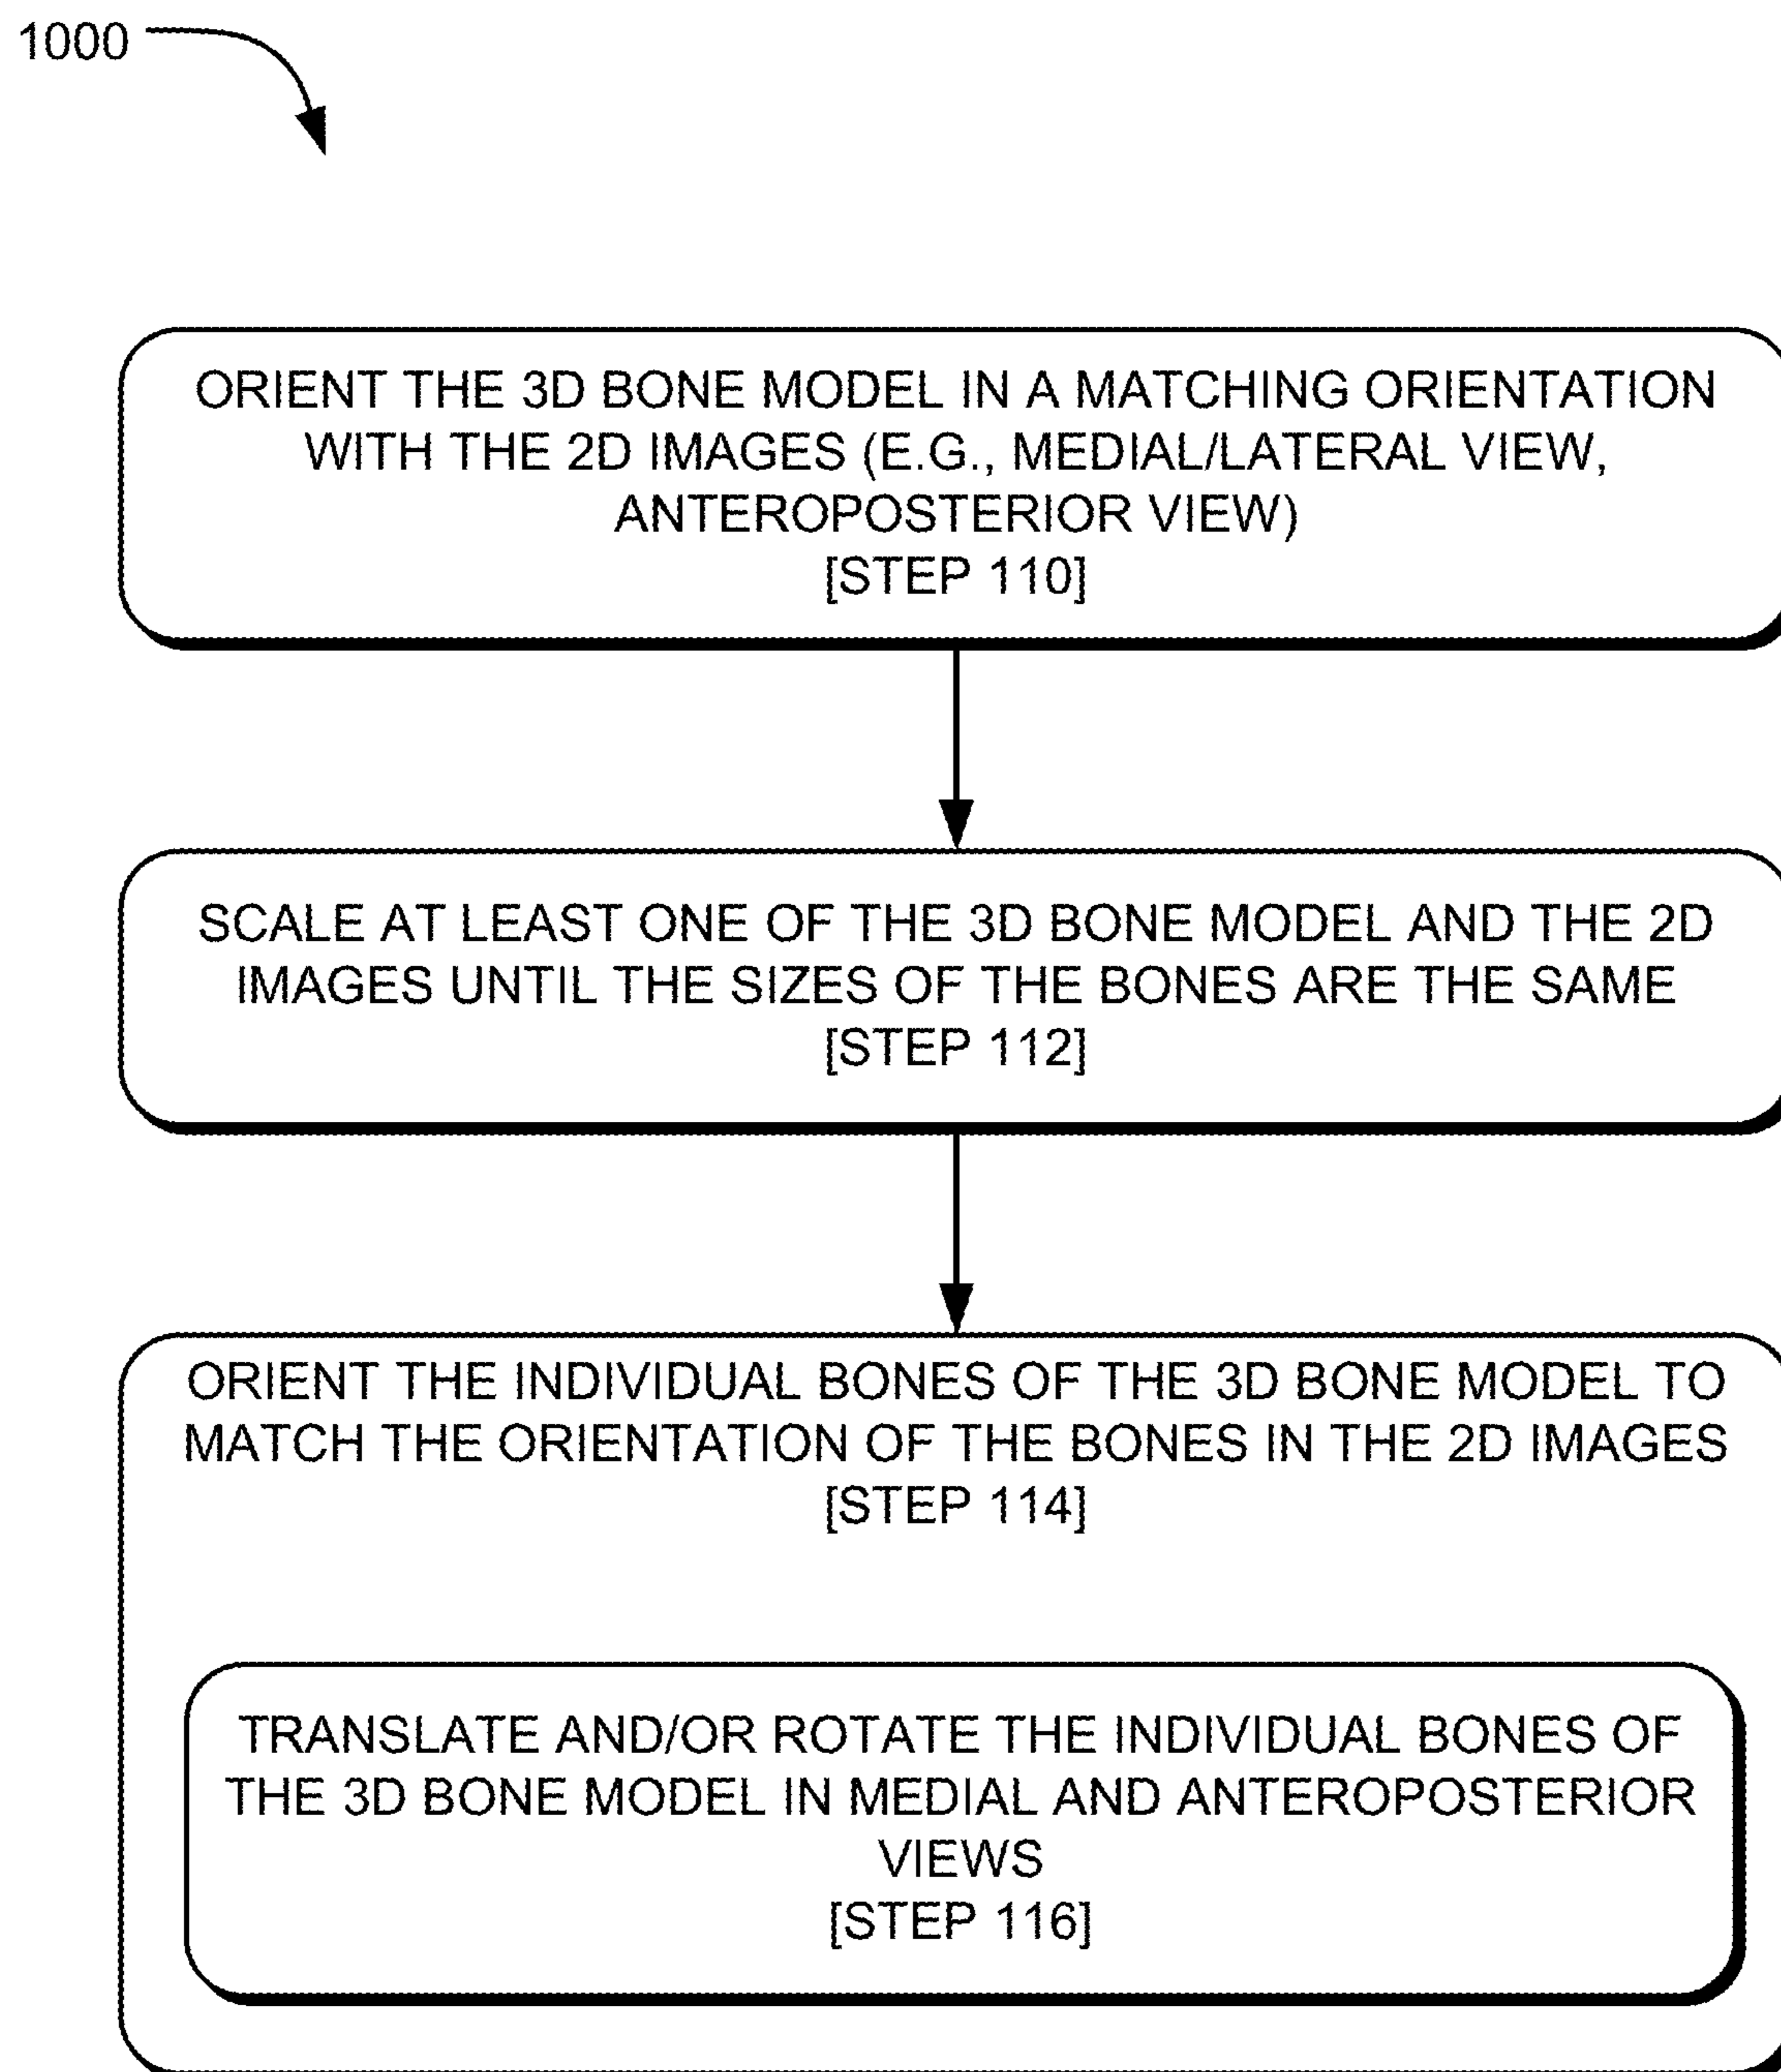 1000
ORIENT THE 3D BONE MODEL IN A MATCHING ORIENTATION
WITH THE 2D IMAGES (E.G., MEDIAL/LATERAL VIEW,
ANTEROPOSTERIOR VIEW)
[STEP 110]
SCALE AT LEAST ONE OF THE 3D BONE MODEL AND THE 2D
IMAGES UNTIL THE SIZES OF THE BONES ARE THE SAME
[STEP 112]
ORIENT THE INDIVIDUAL BONES OF THE 3D BONE MODEL TO
MATCH THE ORIENTATION OF THE BONES IN THE 2D IMAGES
[STEP 114]
TRANSLATE AND/OR ROTATE THE INDIVIDUAL BONES OF
THE 3D BONE MODEL IN MEDIAL AND ANTEROPOSTERIOR
VIEWS
[STEP 116]